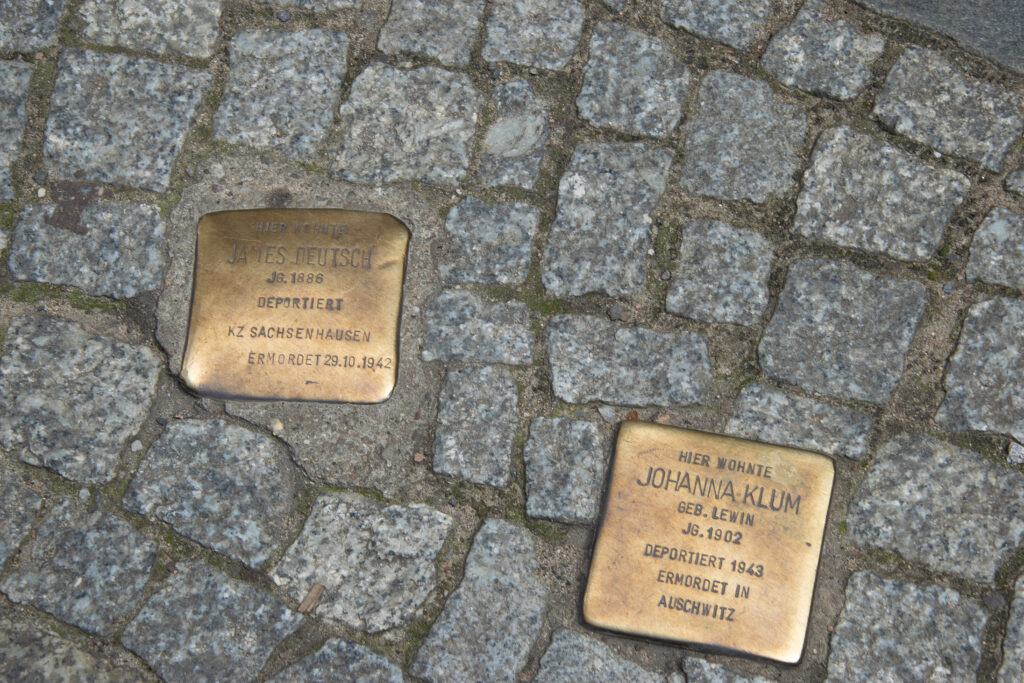 HIER WOHNTE
JAMES DEUTSCH
JG. 1886
DEPORTIERT
KZ SACHSENHAUSEN
ERMORDET 29.10.1942
HIER WOHNTE
JOHANNA KLUM
GEB. LEWIN
JG. 1902
DEPORTIERT 1943
ERMORDET IN
AUSCHWITZ